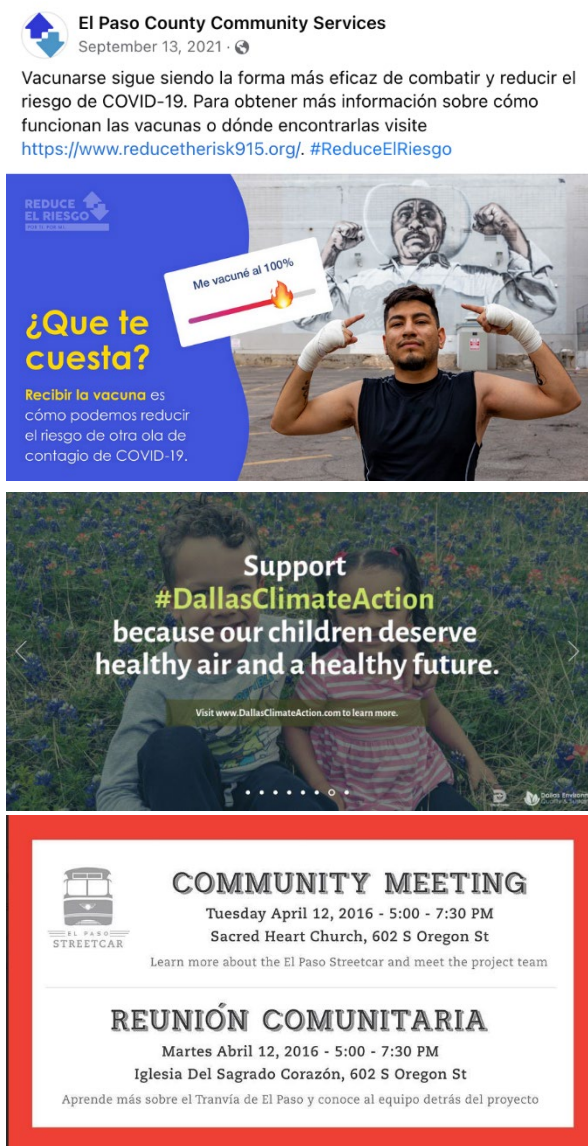 El Paso County Community Services
September 13, 2021 ·
Vacunarse sigue siendo la forma más eficaz de combatir y reducir el
riesgo de COVID-19. Para obtener más información sobre cómo
funcionan las vacunas o dónde encontrarlas visite
https://www.reducetherisk915.org/. #ReduceElRiesgo
REDUCE
EL RIESGO
POR EL POR MI.
Me vacuné al 100%
¿Que te
cuesta?
Recibir la vacuna es
cómo podemos reducir
el riesgo de otra ola de
contagio de COVID-19.
Support
#DallasClimateAction
because our children deserve
healthy air and a healthy future.
Visit www.DallasClimateAction.com to learn more.
Dallas Environm
EL PASO
STREETCAR
COMMUNITY MEETING
Tuesday April 12, 2016 - 5:00 - 7:30 PM
Sacred Heart Church, 602 S Oregon St
Learn more about the El Paso Streetcar and meet the project team
REUNIÓN COMUNITARIA
Martes Abril 12, 2016 - 5:00 - 7:30 PM
Iglesia Del Sagrado Corazón, 602 S Oregon St
Aprende más sobre el Tranvía de El Paso y conoce al equipo detrás del proyecto